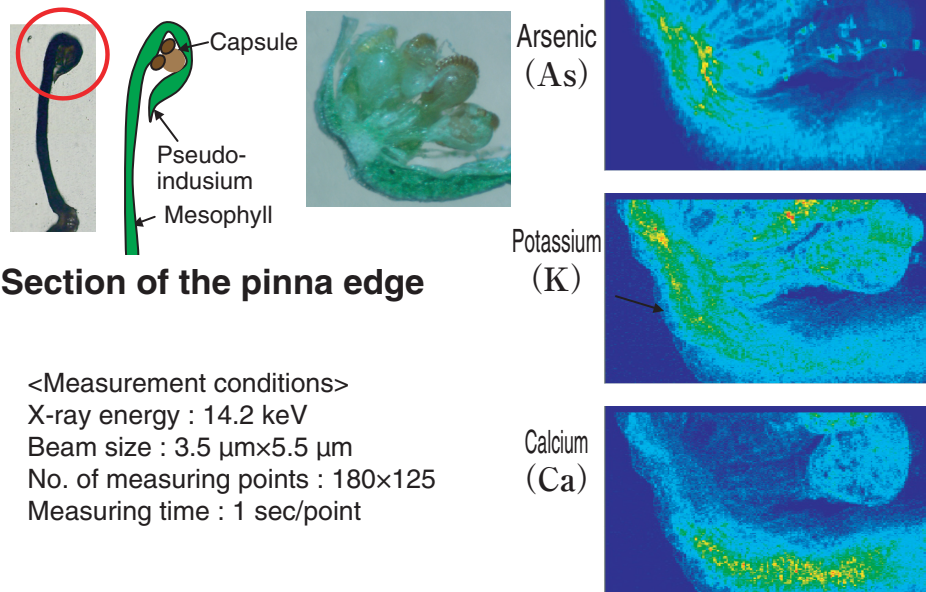 Capsule
Pseudo-
indusium
Mesophyll
Section of the pinna edge
<Measurement conditions>
X-ray energy : 14.2 keV
Beam size : 3.5 µm×5.5 µm
No. of measuring points : 180×125
Measuring time : 1 sec/point
Arsenic
(As)
Potassium
(K)
Calcium
(Ca)